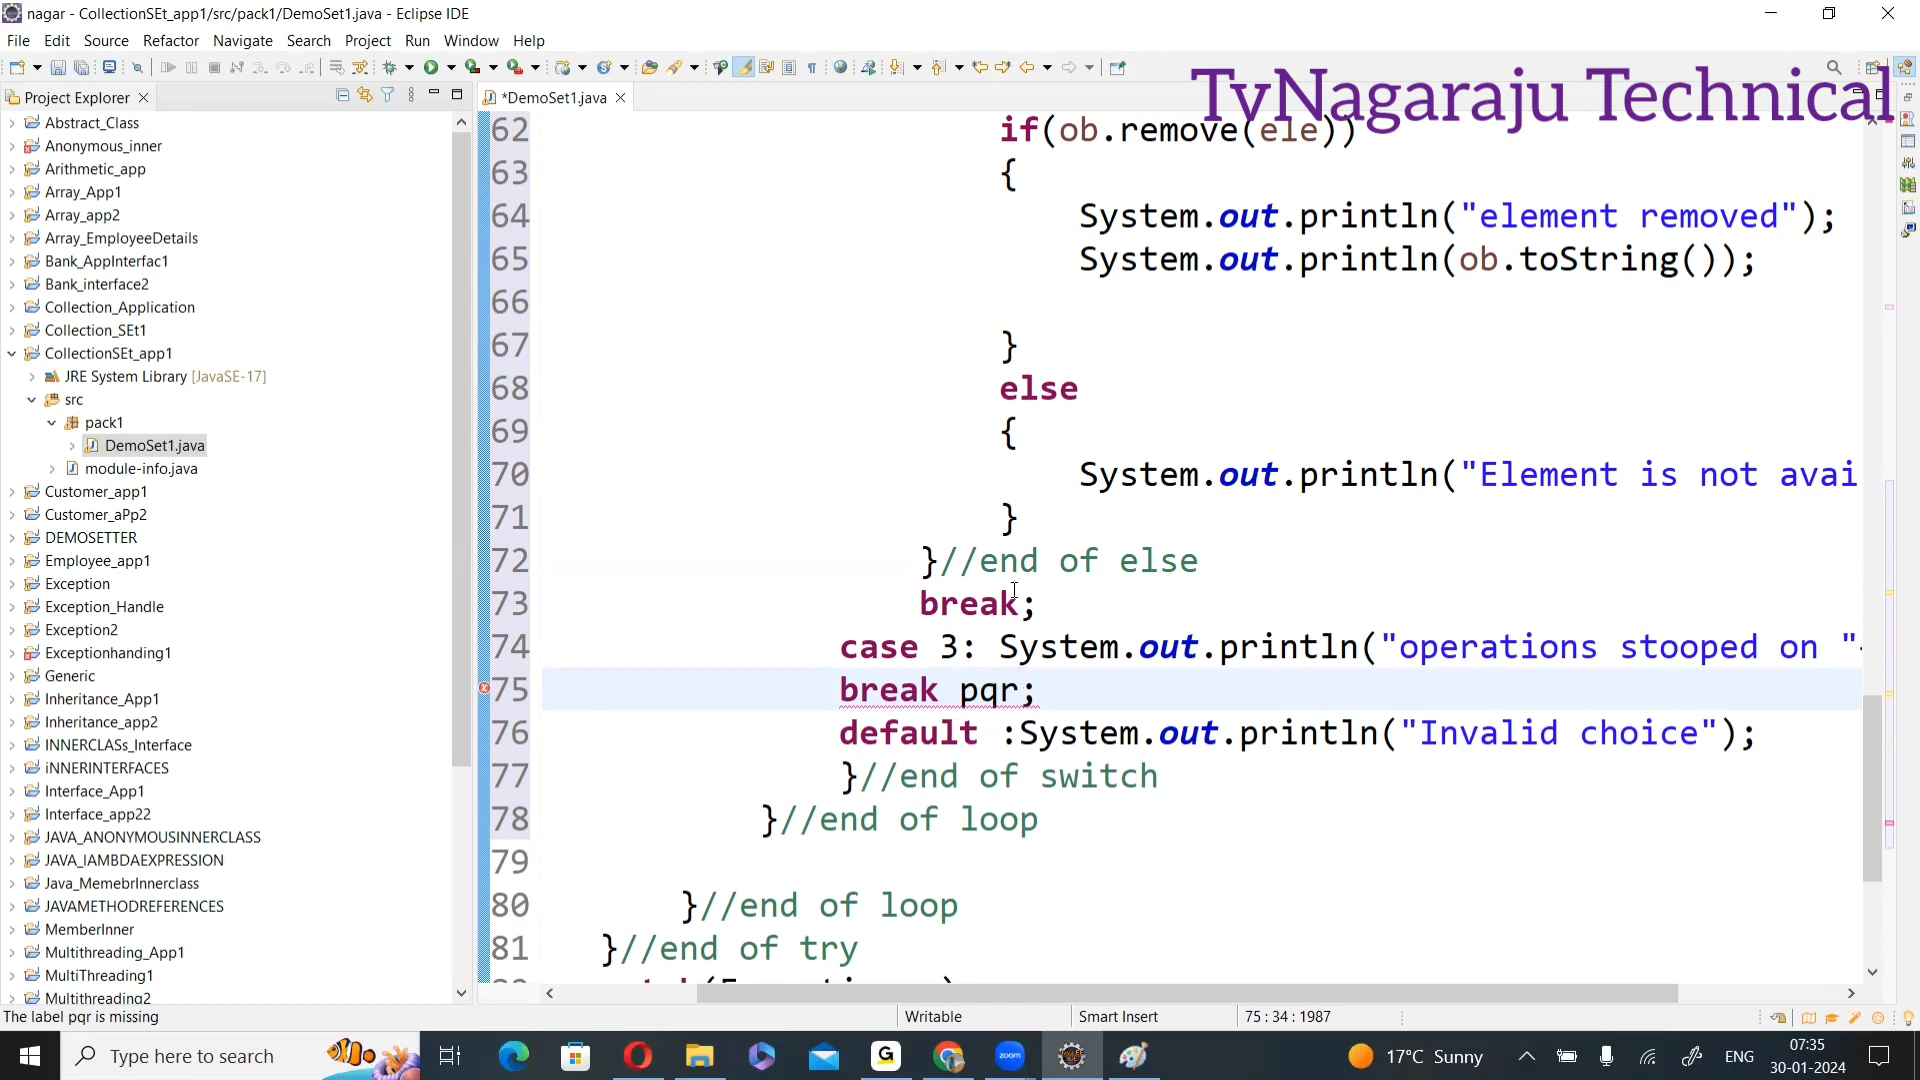 nagar - CollectionSEt_app1/src/pack1/DemoSet1.java - Eclipse IDE
File Edit Source Refactor Navigate Search Project Run Window Help
TvNagaraju Technical
Project Explorer
*DemoSet1.java
Abstract_Class
Anonymous_inner
Arithmetic_app
Array_App1
Array_app2
Array_EmployeeDetails
Bank_AppInterfac1
Bank_interface2
Collection_Application
Collection_SEt1
CollectionSEt_app1
JRE System Library [JavaSE-17]
src
pack1
DemoSet1.java
module-info.java
Customer_app1
Customer_aPp2
DEMOSETTER
Employee_app1
Exception
Exception_Handle
Exception2
Exceptionhanding1
Generic
Inheritance_App1
Inheritance_app2
INNERCLASs_Interface
iNNERINTERFACES
Interface_App1
Interface_app22
JAVA_ANONYMOUSINNERCLASS
JAVA_lAMBDAEXPRESSION
Java_MemebrInnerclass
JAVAMETHODREFERENCES
MemberInner
Multithreading_App1
MultiThreading1
Multithreading2
62 if(ob.remove(ele))
63 {
64 System.out.println("element removed");
65 System.out.println(ob.toString());
66
67 }
68 else
69 {
70 System.out.println("Element is not avai
71 }
72 }//end of else
73 break;
74 case 3: System.out.println("operations stooped on "
75 break pqr;
76 default :System.out.println("Invalid choice");
77 }//end of switch
78 }//end of loop
79
80 }//end of loop
81 }//end of try
The label pqr is missing
Writable
Smart Insert
75 : 34 : 1987
Type here to search
zoom
17°C Sunny
ENG
07:35
30-01-2024